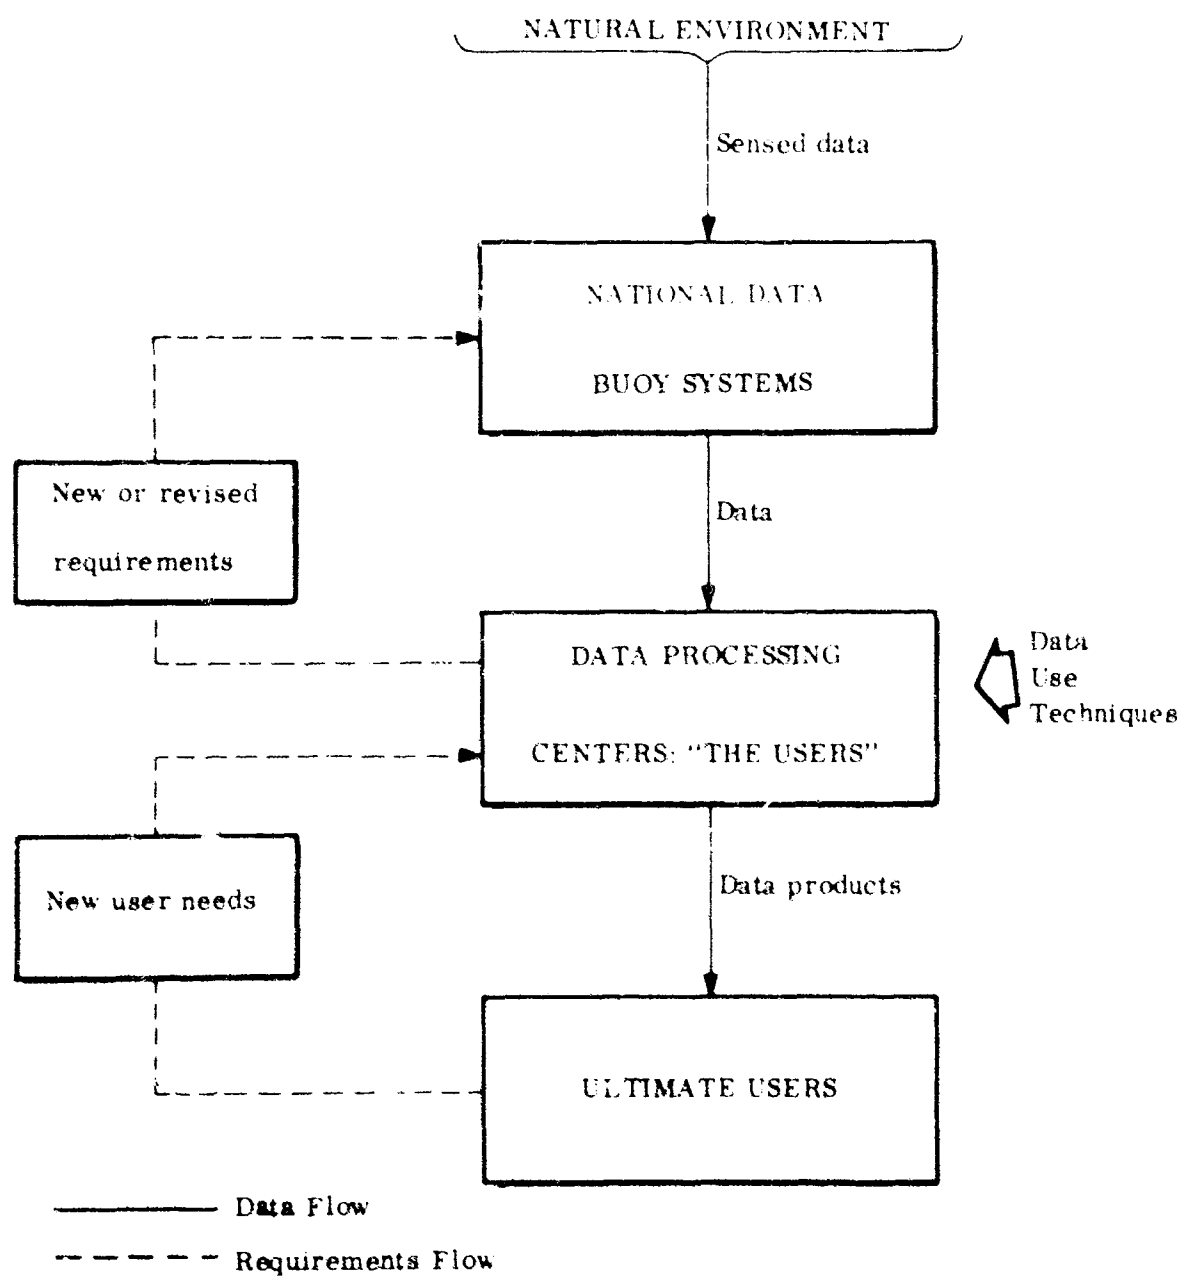 NATURAL ENVIRONMENT
Sensed data
NATIONAL DATA
BUOY SYSTEMS
New or revised
requirements
Data
DATA PROCESSING
CENTERS: "THE USERS"
Data
Use
Techniques
New user needs
Data products
ULTIMATE USERS
Data Flow
Requirements Flow